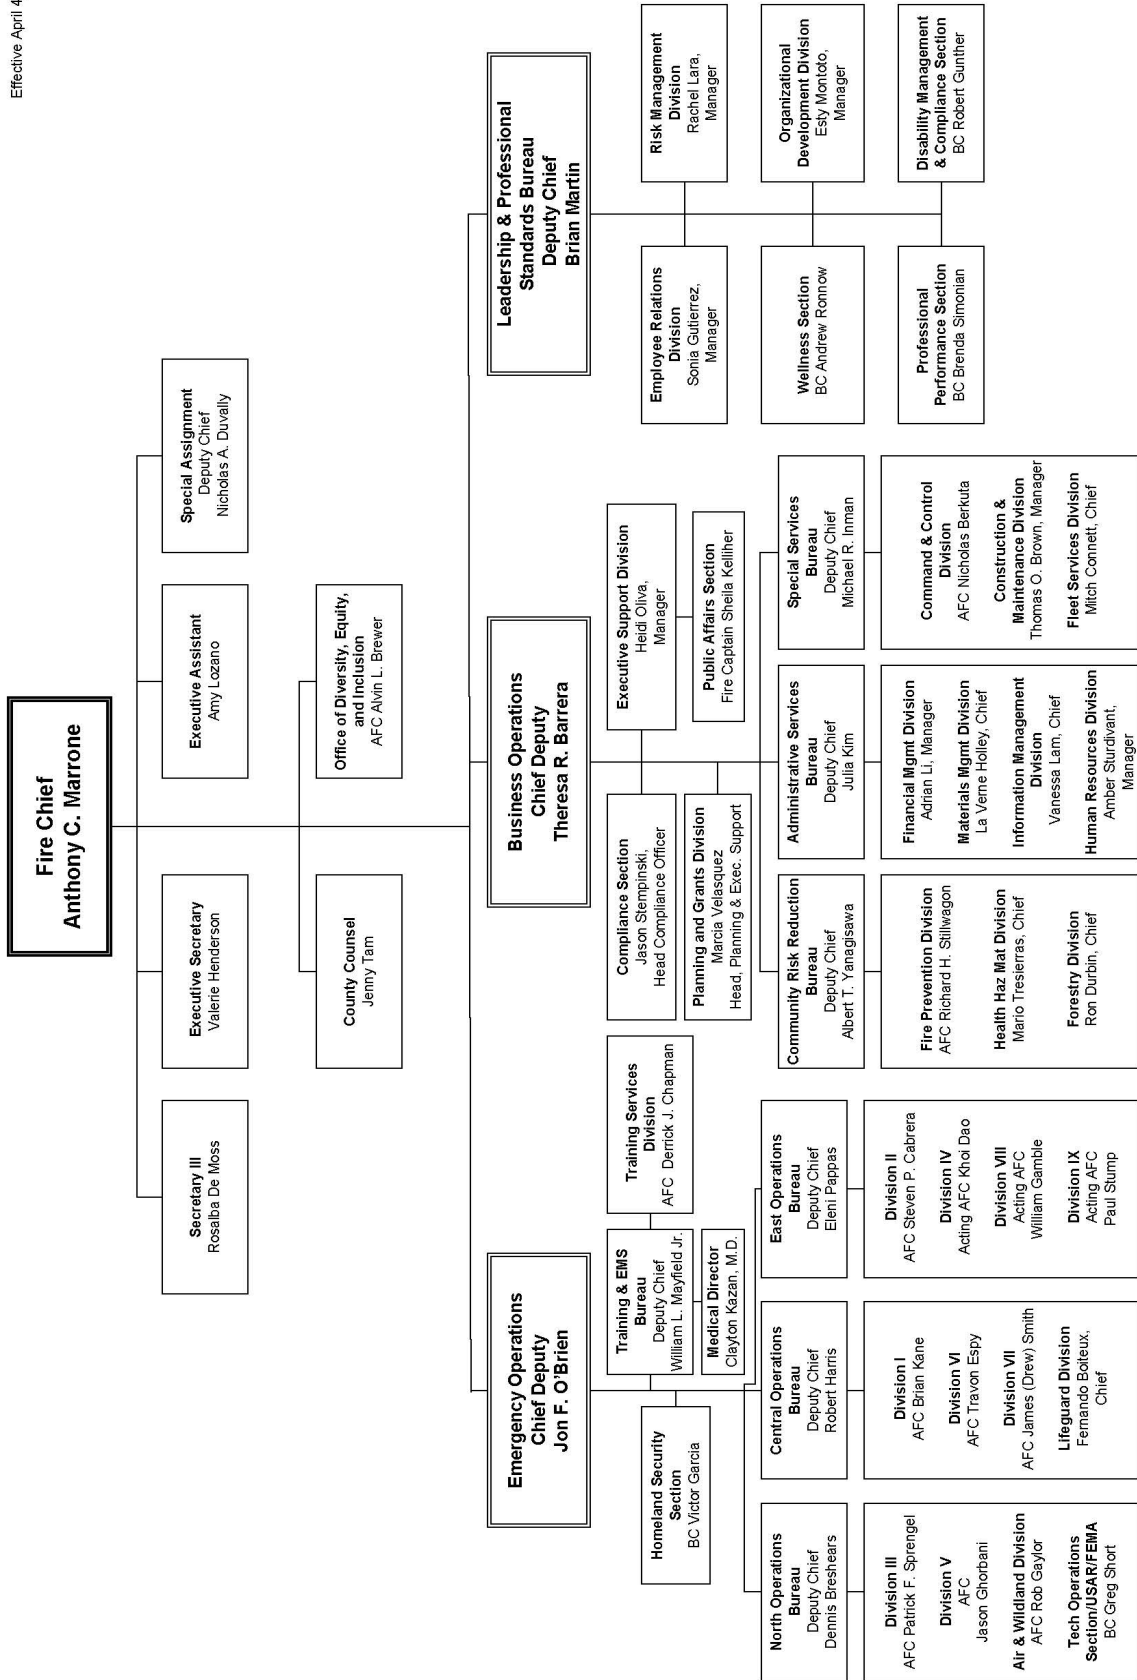 Effective April 4
Fire Chief
Anthony C. Marrone
Secretary III
Rosalba De Moss
Executive Secretary
Valerie Henderson
Executive Assistant
Amy Lozano
Special Assignment
Deputy Chief
Nicholas A. Duvally
County Counsel
Jenny Tam
Office of Diversity, Equity,
and Inclusion
AFC Alvin L. Brewer
Emergency Operations
Chief Deputy
Jon F. O'Brien
Homeland Security
Section
BC Victor Garcia
Training & EMS
Bureau
Deputy Chief
William L. Mayfield Jr.
Training Services
Division
AFC Derrick J. Chapman
Medical Director
Clayton Kazan, M.D.
North Operations
Bureau
Deputy Chief
Dennis Breshears
Division III
AFC Patrick F. Sprengel
Division V
AFC
Jason Ghorbani
Air & Wildland Division
AFC Rob Gaylor
Tech Operations
Section/USAR/FEMA
BC Greg Short
Central Operations
Bureau
Deputy Chief
Robert Harris
Division I
AFC Brian Kane
Division VI
AFC Travon Espy
Division VII
AFC James (Drew) Smith
Lifeguard Division
Fernando Boiteux,
Chief
East Operations
Bureau
Deputy Chief
Eleni Pappas
Division II
AFC Steven P. Cabrera
Division IV
Acting AFC Khoi Dao
Division VIII
Acting AFC
William Gamble
Division IX
Acting AFC
Paul Stump
Business Operations
Chief Deputy
Theresa R. Barrera
Compliance Section
Jason Stempinski,
Head Compliance Officer
Executive Support Division
Heidi Oliva,
Manager
Planning and Grants Division
Marcia Velasquez
Head, Planning & Exec. Support
Public Affairs Section
Fire Captain Sheila Kelliher
Community Risk Reduction
Bureau
Deputy Chief
Albert T. Yanagisawa
Fire Prevention Division
AFC Richard H. Stillwagon
Health Haz Mat Division
Mario Tresierras, Chief
Forestry Division
Ron Durbin, Chief
Administrative Services
Bureau
Deputy Chief
Julia Kim
Financial Mgmt Division
Adrian Li, Manager
Materials Mgmt Division
La Verne Holley, Chief
Information Management
Division
Vanessa Lam, Chief
Human Resources Division
Amber Sturdivant,
Manager
Special Services
Bureau
Deputy Chief
Michael R. Inman
Command & Control
Division
AFC Nicholas Berkuta
Construction &
Maintenance Division
Thomas O. Brown, Manager
Fleet Services Division
Mitch Connett, Chief
Leadership & Professional
Standards Bureau
Deputy Chief
Brian Martin
Employee Relations
Division
Sonia Gutierrez,
Manager
Risk Management
Division
Rachel Lara,
Manager
Wellness Section
BC Andrew Ronnow
Organizational
Development Division
Esty Montoto,
Manager
Professional
Performance Section
BC Brenda Simonian
Disability Management
& Compliance Section
BC Robert Gunther